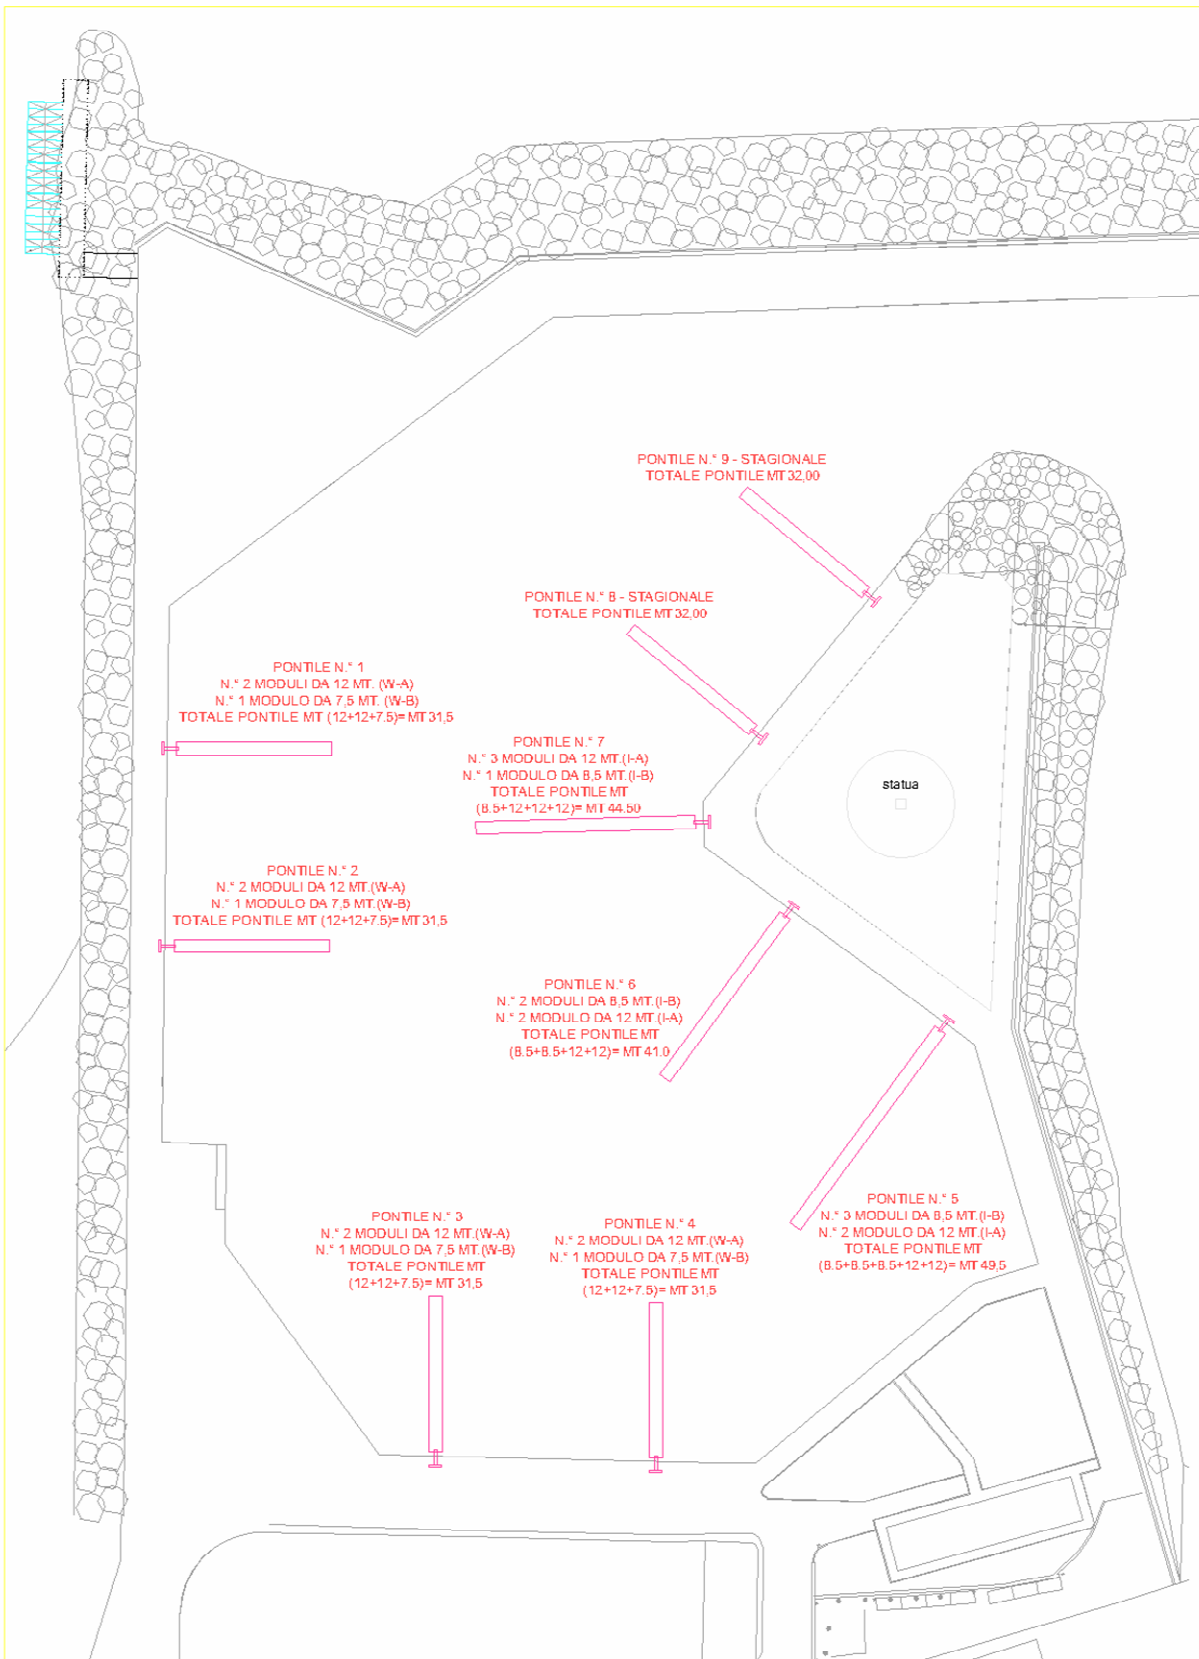 PONTILE N.° 9 - STAGIONALE
TOTALE PONTILE MT 32,00
PONTILE N.° 8 - STAGIONALE
TOTALE PONTILE MT 32,00
PONTILE N.° 1
N.° 2 MODULI DA 12 MT. (W-A)
N.° 1 MODULO DA 7,5 MT. (W-B)
TOTALE PONTILE MT (12+12+7.5)= MT 31,5
PONTILE N.° 7
N.° 3 MODULI DA 12 MT.(I-A)
N.° 1 MODULO DA 8,5 MT.(I-B)
TOTALE PONTILE MT
(8.5+12+12+12)= MT 44.50
statua
PONTILE N.° 2
N.° 2 MODULI DA 12 MT.(W-A)
N.° 1 MODULO DA 7,5 MT.(W-B)
TOTALE PONTILE MT (12+12+7.5)= MT 31,5
PONTILE N.° 6
N.° 2 MODULI DA 8,5 MT.(I-B)
N.° 2 MODULO DA 12 MT.(I-A)
TOTALE PONTILE MT
(8.5+8.5+12+12)= MT 41.0
PONTILE N.° 5
N.° 3 MODULI DA 8,5 MT.(I-B)
N.° 2 MODULO DA 12 MT.(I-A)
TOTALE PONTILE MT
(8.5+8.5+8.5+12+12)= MT 49,5
PONTILE N.° 3
N.° 2 MODULI DA 12 MT.(W-A)
N.° 1 MODULO DA 7,5 MT.(W-B)
TOTALE PONTILE MT
(12+12+7.5)= MT 31,5
PONTILE N.° 4
N.° 2 MODULI DA 12 MT.(W-A)
N.° 1 MODULO DA 7,5 MT.(W-B)
TOTALE PONTILE MT
(12+12+7.5)= MT 31,5